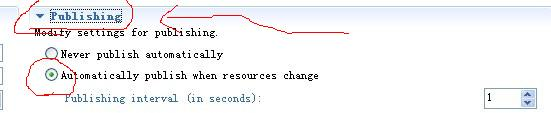 Publishing
Modify settings for publishing.
Never publish automatically
Automatically publish when resources change
Publishing interval (in seconds): 1